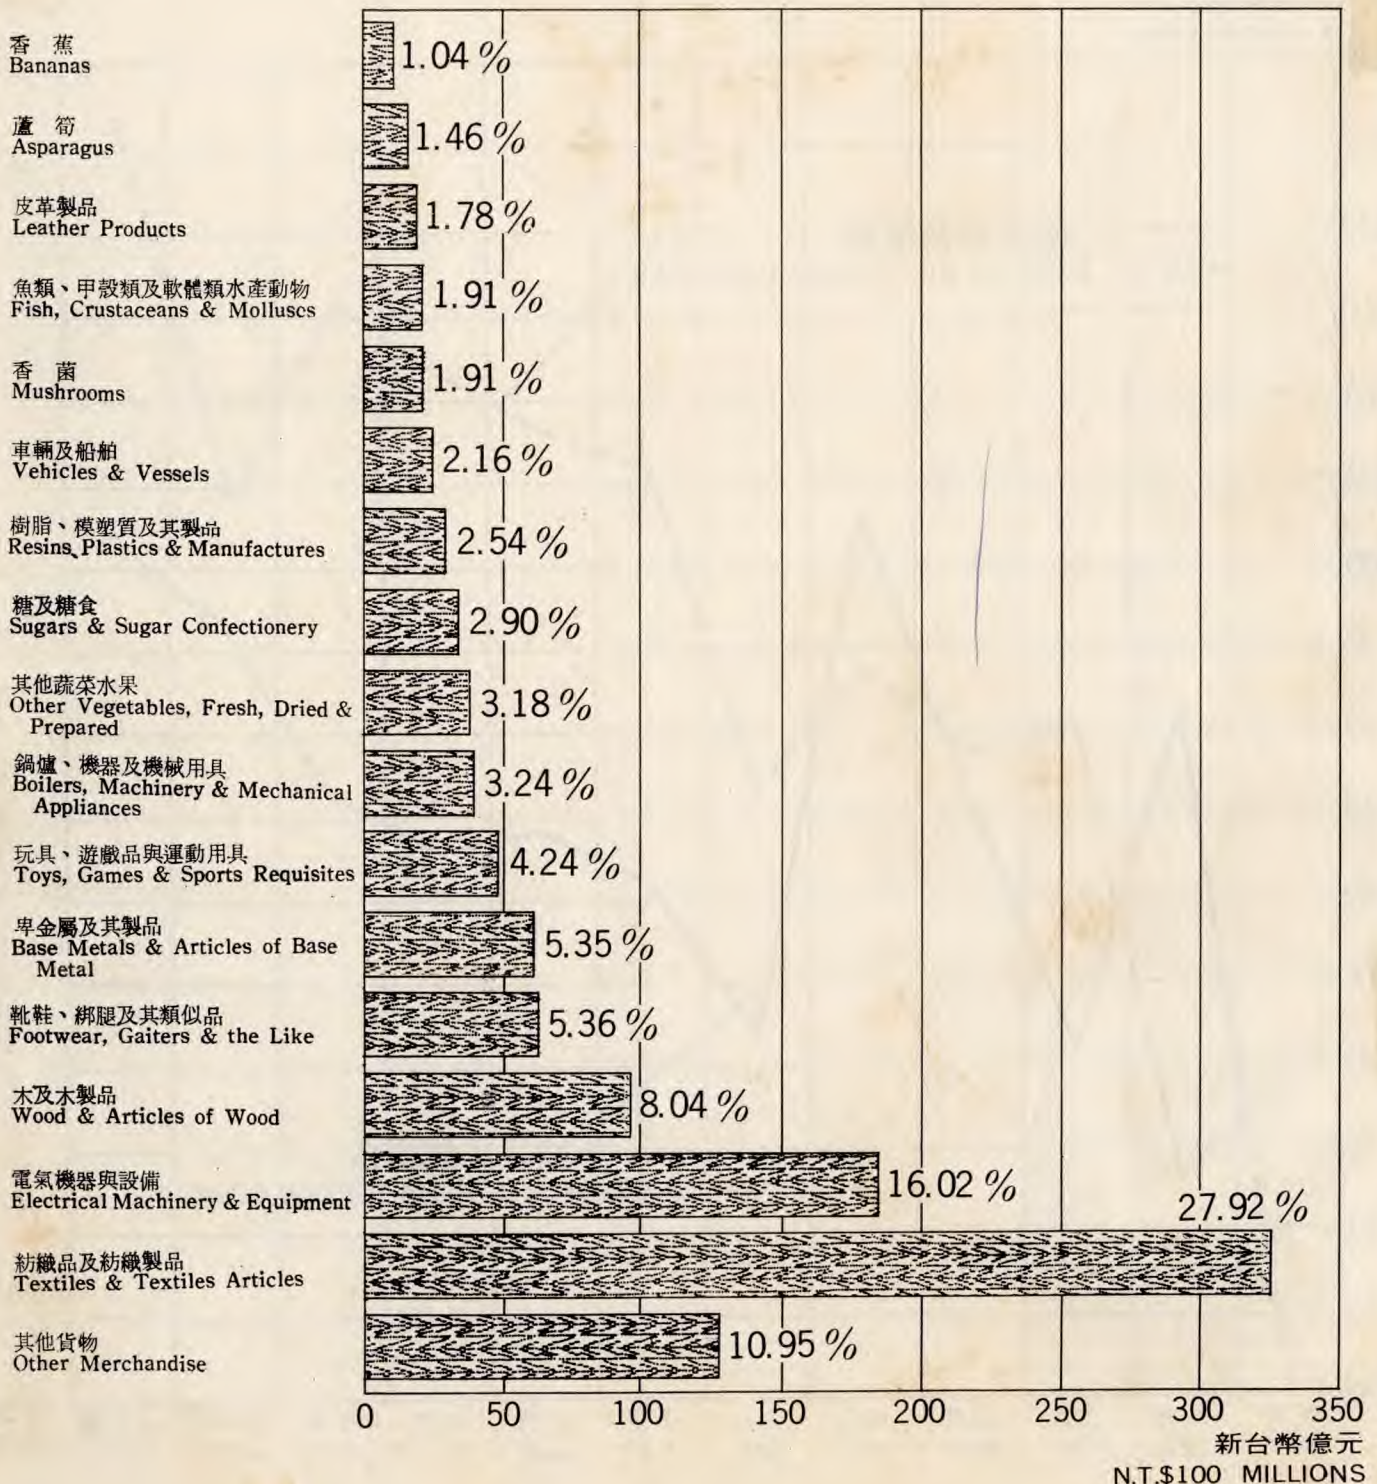 香蕉
Bananas
1.04%
蘆筍
Asparagus
1.46%
皮革製品
Leather Products
1.78%
魚類、甲殼類及軟體類水產動物
Fish, Crustaceans & Molluscs
1.91%
香菌
Mushrooms
1.91%
車輛及船舶
Vehicles & Vessels
2.16%
樹脂、模塑質及其製品
Resins, Plastics & Manufactures
2.54%
糖及糖食
Sugars & Sugar Confectionery
2.90%
其他蔬菜水果
Other Vegetables, Fresh, Dried &
Prepared
3.18%
鍋爐、機器及機械用具
Boilers, Machinery & Mechanical
Appliances
3.24%
玩具、遊戲品與運動用具
Toys, Games & Sports Requisites
4.24%
卑金屬及其製品
Base Metals & Articles of Base
Metal
5.35%
靴鞋、綁腿及其類似品
Footwear, Gaiters & the Like
5.36%
木及木製品
Wood & Articles of Wood
8.04%
電氣機器與設備
Electrical Machinery & Equipment
16.02%
27.92%
紡織品及紡織製品
Textiles & Textiles Articles
其他貨物
Other Merchandise
10.95%
0 50 100 150 200 250 300 350
新台幣億元
N.T.$100 MILLIONS